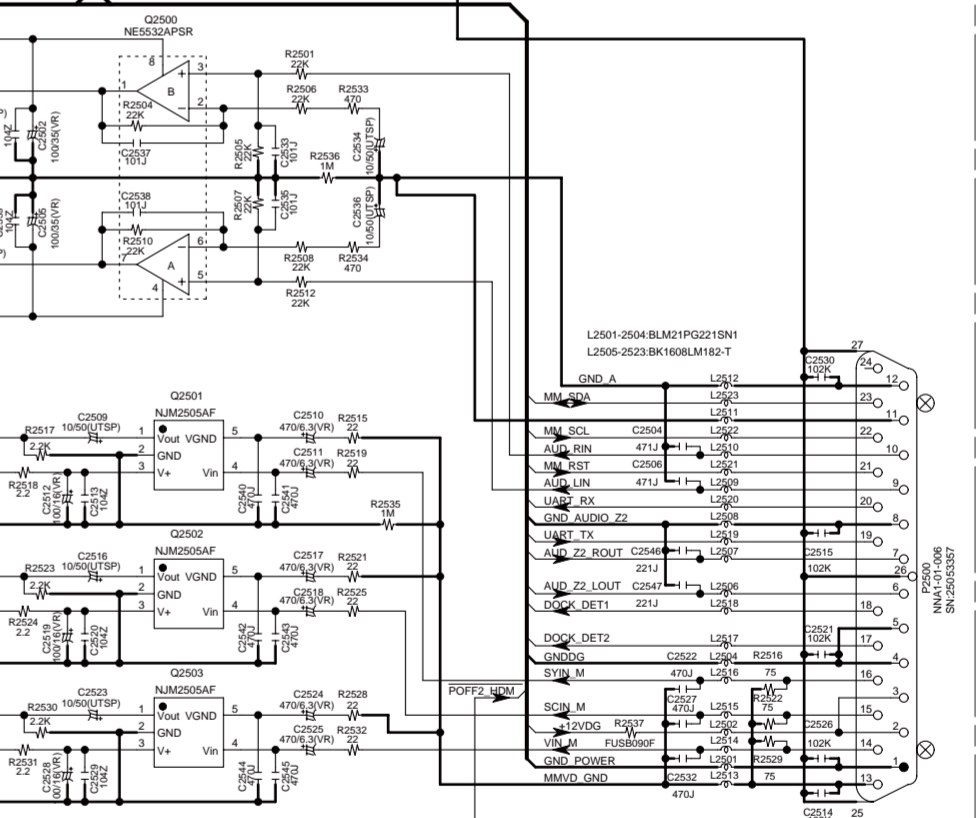 Q2500
NE5532APSR
8
3
1
B
2
R2504
22K
C2537
101J
104Z
C2502
100/35(VR)
R2501
22K
R2506
22K
R2533
470
R2505
22K
C2533
101J
C2534
10/50(UTSP)
R2536
1M
R2507
22K
C2535
101J
C2536
10/50(UTSP)
104Z
C2505
100/35(VR)
C2538
101J
R2510
22K
7
6
A
5
4
R2508
22K
R2534
470
R2512
22K
L2501-2504:BLM21PG221SN1
L2505-2523:BK1608LM182-T
Q2501
NJM2505AF
R2517
2.2K
C2509
10/50(UTSP)
1
2
3
Vout VGND
GND
V+
Vin
5
4
R2518
2.2
C2512
100/16(VR)
C2513
104Z
C2510
470/6.3(VR)
C2511
470/6.3(VR)
R2515
22
R2519
22
C2540
470J
C2541
470J
R2535
1M
Q2502
NJM2505AF
R2523
2.2K
C2516
10/50(UTSP)
1
2
3
Vout VGND
GND
V+
Vin
5
4
R2524
2.2
C2519
100/16(VR)
C2520
104Z
C2517
470/6.3(VR)
C2518
470/6.3(VR)
R2521
22
R2525
22
C2542
470J
C2543
470J
Q2503
NJM2505AF
R2530
2.2K
C2523
10/50(UTSP)
1
2
3
Vout VGND
GND
V+
Vin
5
4
R2531
2.2
C2528
100/16(VR)
C2529
104Z
C2524
470/6.3(VR)
C2525
470/6.3(VR)
R2528
22
R2532
22
C2544
470J
C2545
470J
POFF2_HDM
GND_A
MM_SDA
MM_SCL
AUD_RIN
MM_RST
AUD_LIN
UART_RX
GND_AUDIO_Z2
UART_TX
AUD_Z2_ROUT
AUD_Z2_LOUT
DOCK_DET1
DOCK_DET2
GNDDG
SYIN_M
SCIN_M
+12VDG
VIN_M
GND_POWER
MMVD_GND
C2504
471J
C2506
471J
C2546
221J
C2547
221J
C2522
470J
C2527
470J
R2537
FUSB090F
C2532
470J
L2512
L2523
L2511
L2522
L2510
L2521
L2509
L2520
L2508
L2519
L2507
L2506
L2518
L2517
L2504
L2516
L2515
L2502
L2514
L2501
L2513
R2516
75
R2522
75
R2529
75
C2530
102K
C2515
102K
C2521
102K
C2526
102K
C2514
27
24
12
23
11
22
10
21
9
20
8
19
7
26
6
18
5
17
4
16
3
15
2
14
1
13
25
P2500
NNA1-01-006
SN:25053357